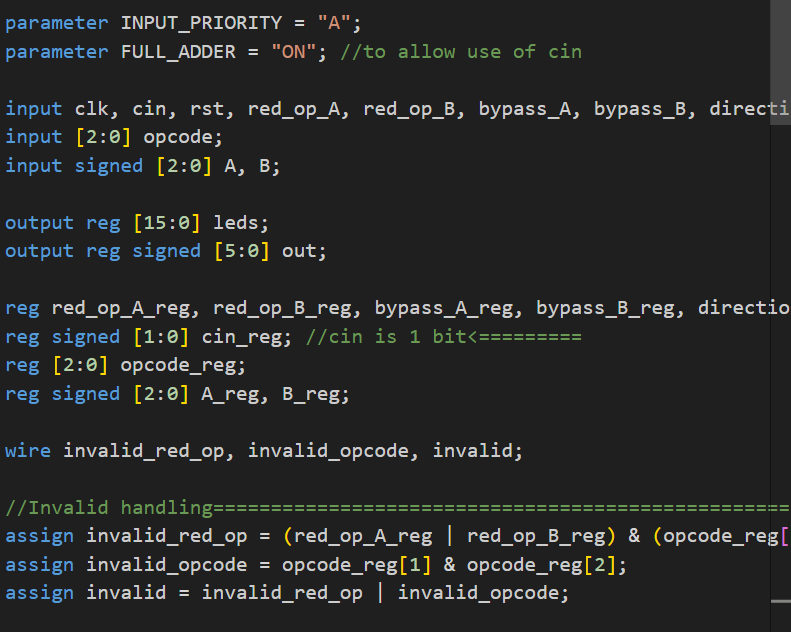 parameter INPUT_PRIORITY = "A";
parameter FULL_ADDER = "ON"; //to allow use of cin
input clk, cin, rst, red_op_A, red_op_B, bypass_A, bypass_B, directi
input [2:0] opcode;
input signed [2:0] A, B;
output reg [15:0] leds;
output reg signed [5:0] out;
reg red_op_A_reg, red_op_B_reg, bypass_A_reg, bypass_B_reg, directio
reg signed [1:0] cin_reg; //cin is 1 bit<=========
reg [2:0] opcode_reg;
reg signed [2:0] A_reg, B_reg;
wire invalid_red_op, invalid_opcode, invalid;
//Invalid handling==================================================
assign invalid_red_op = (red_op_A_reg | red_op_B_reg) & (opcode_reg[
assign invalid_opcode = opcode_reg[1] & opcode_reg[2];
assign invalid = invalid_red_op | invalid_opcode;